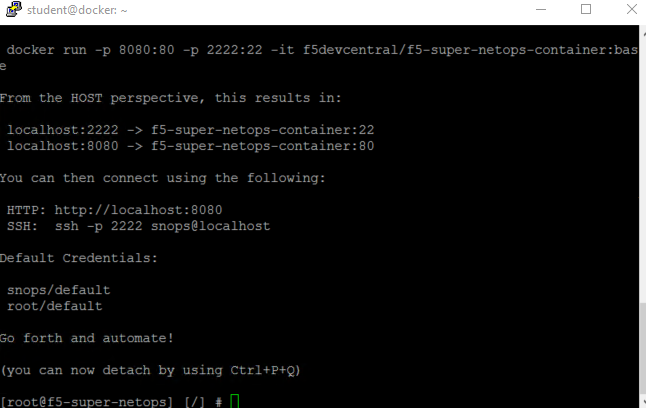 student@docker: ~
docker run -p 8080:80 -p 2222:22 -it f5devcentral/f5-super-netops-container:bas
e
From the HOST perspective, this results in:
localhost:2222 -> f5-super-netops-container:22
localhost:8080 -> f5-super-netops-container:80
You can then connect using the following:
HTTP: http://localhost:8080
SSH:  ssh -p 2222 snops@localhost
Default Credentials:
snops/default
root/default
Go forth and automate!
(you can now detach by using Ctrl+P+Q)
[root@f5-super-netops] [/] #